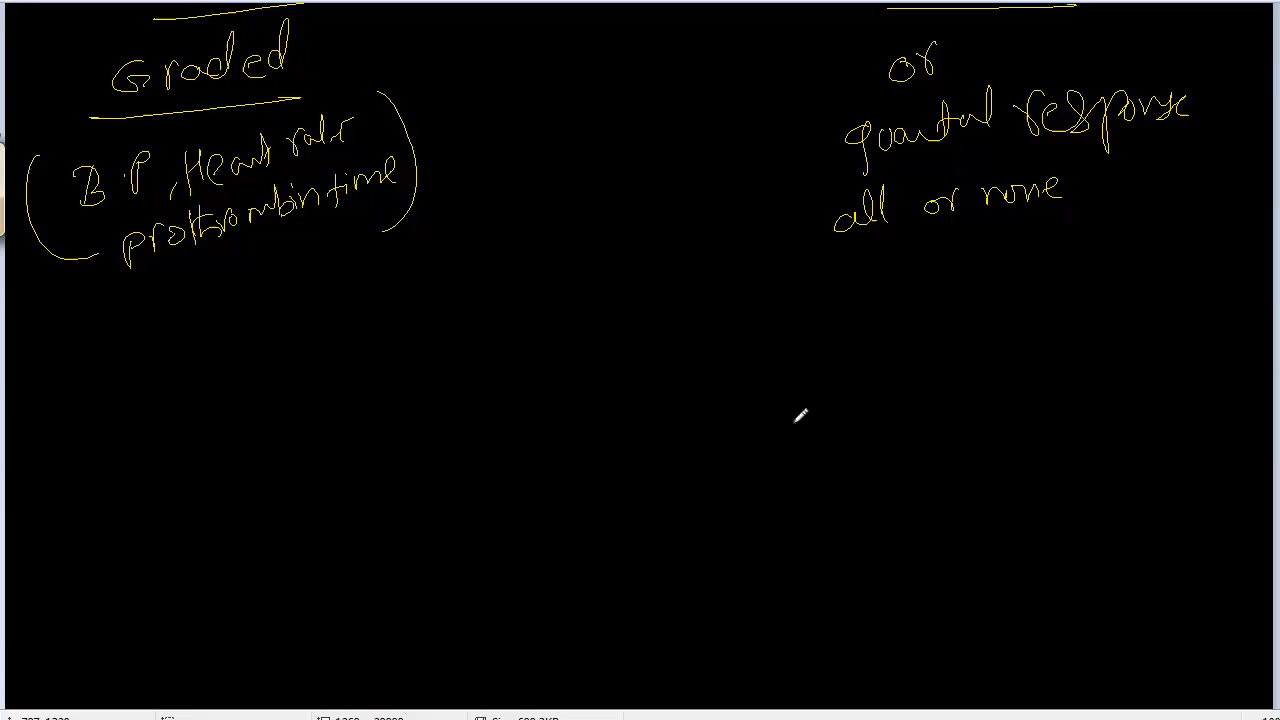 Graded
(B.P, Heart rate
prothrombin time)
or
quantal response
all or none